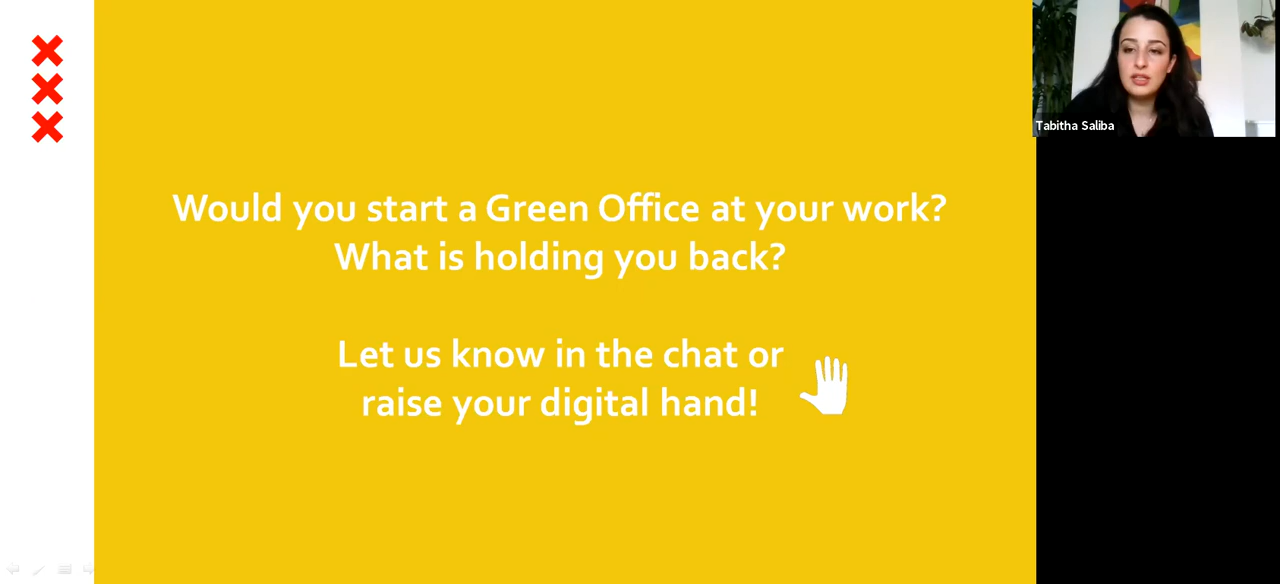 Would you start a Green Office at your work?
What is holding you back?
Let us know in the chat or
raise your digital hand!
Tabitha Saliba